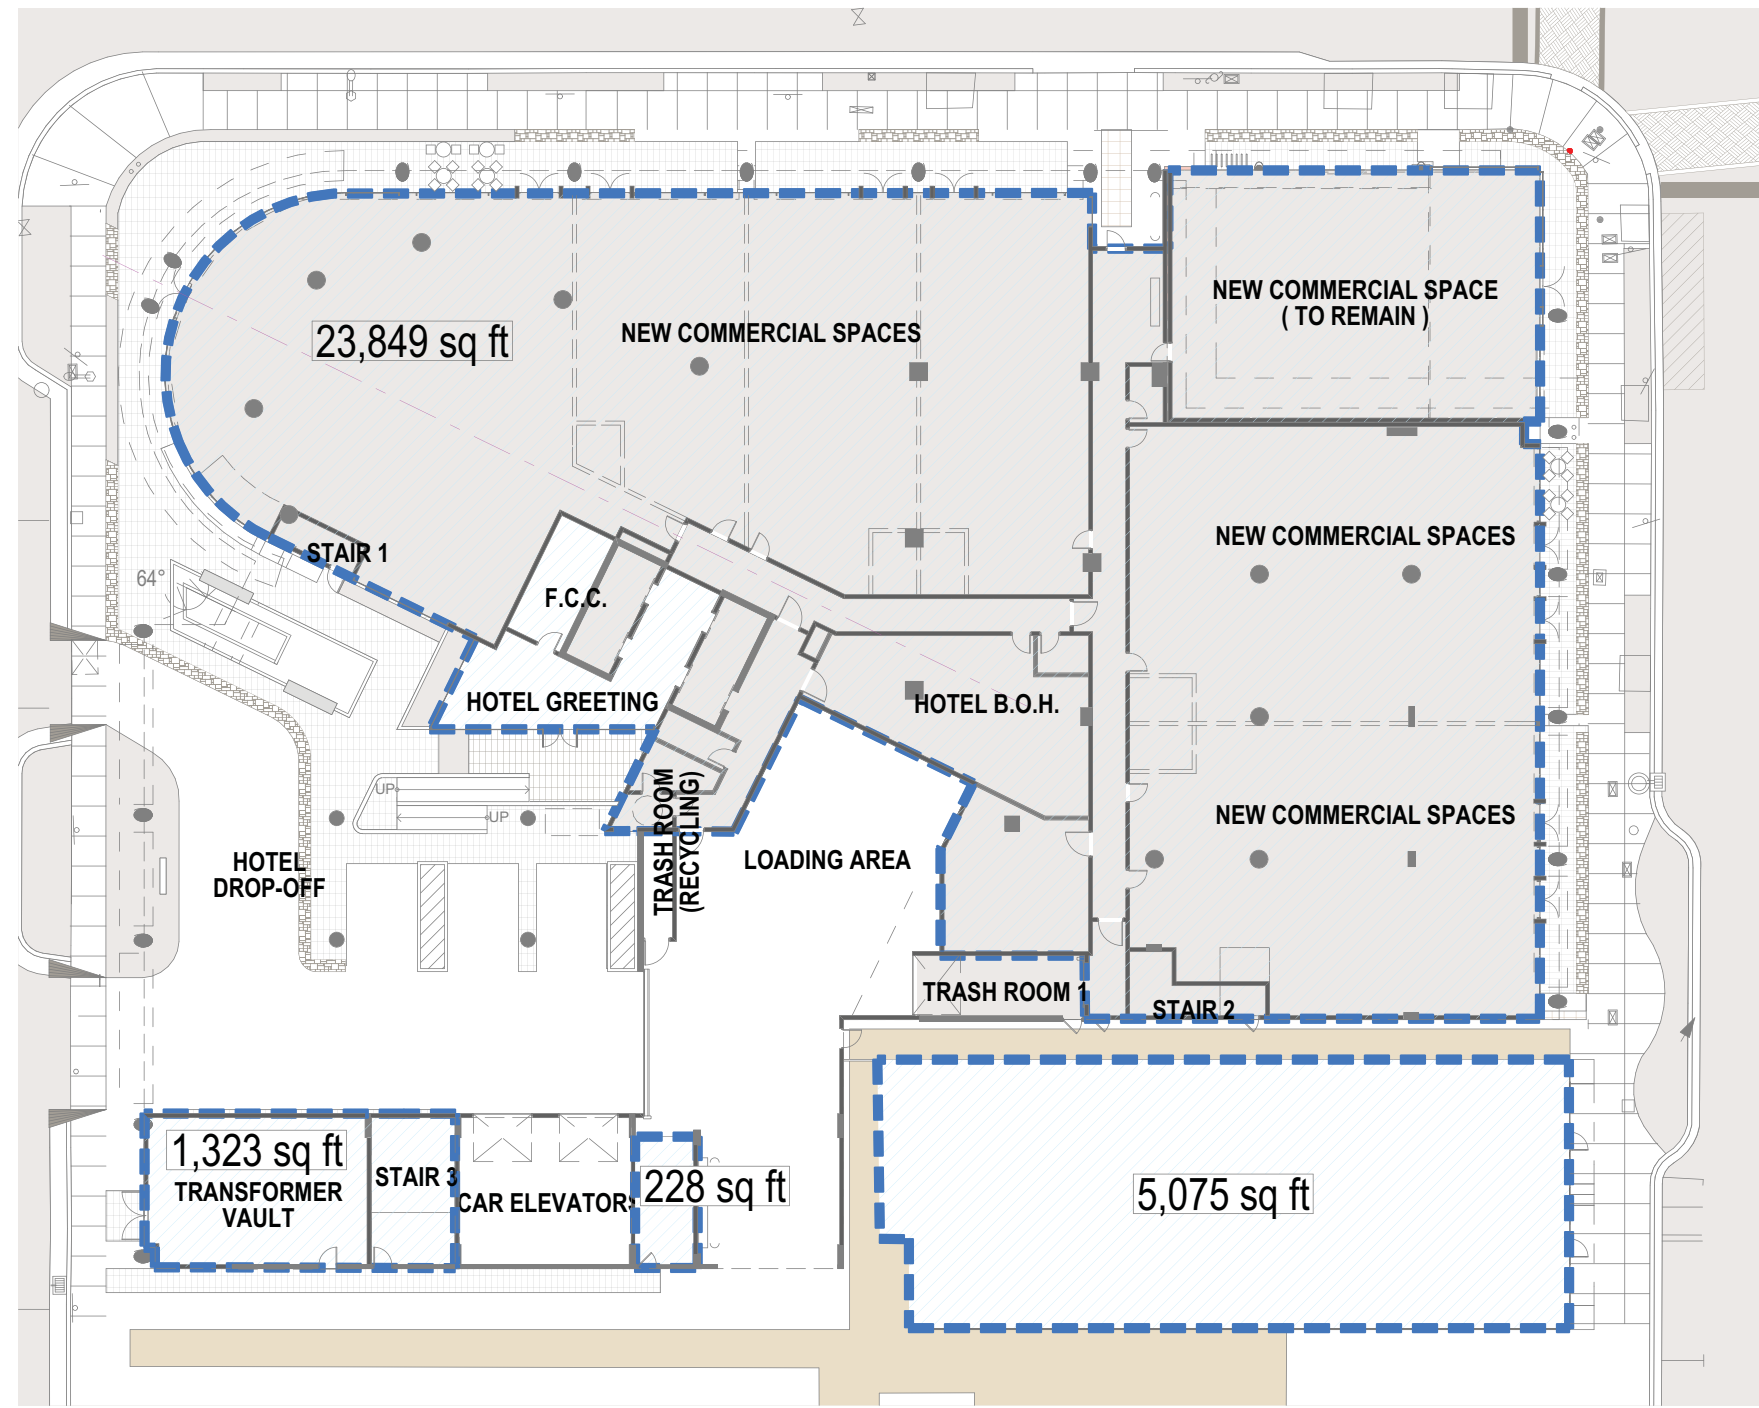 NEW COMMERCIAL SPACE
( TO REMAIN )
23,849 sq ft
NEW COMMERCIAL SPACES
NEW COMMERCIAL SPACES
STAIR 1
64°
F.C.C.
HOTEL GREETING
HOTEL B.O.H.
UP
UP
TRASH ROOM
(RECYCLING)
NEW COMMERCIAL SPACES
LOADING AREA
HOTEL
DROP-OFF
TRASH ROOM 1
STAIR 2
1,323 sq ft
TRANSFORMER
VAULT
STAIR 3
CAR ELEVATORS
228 sq ft
5,075 sq ft